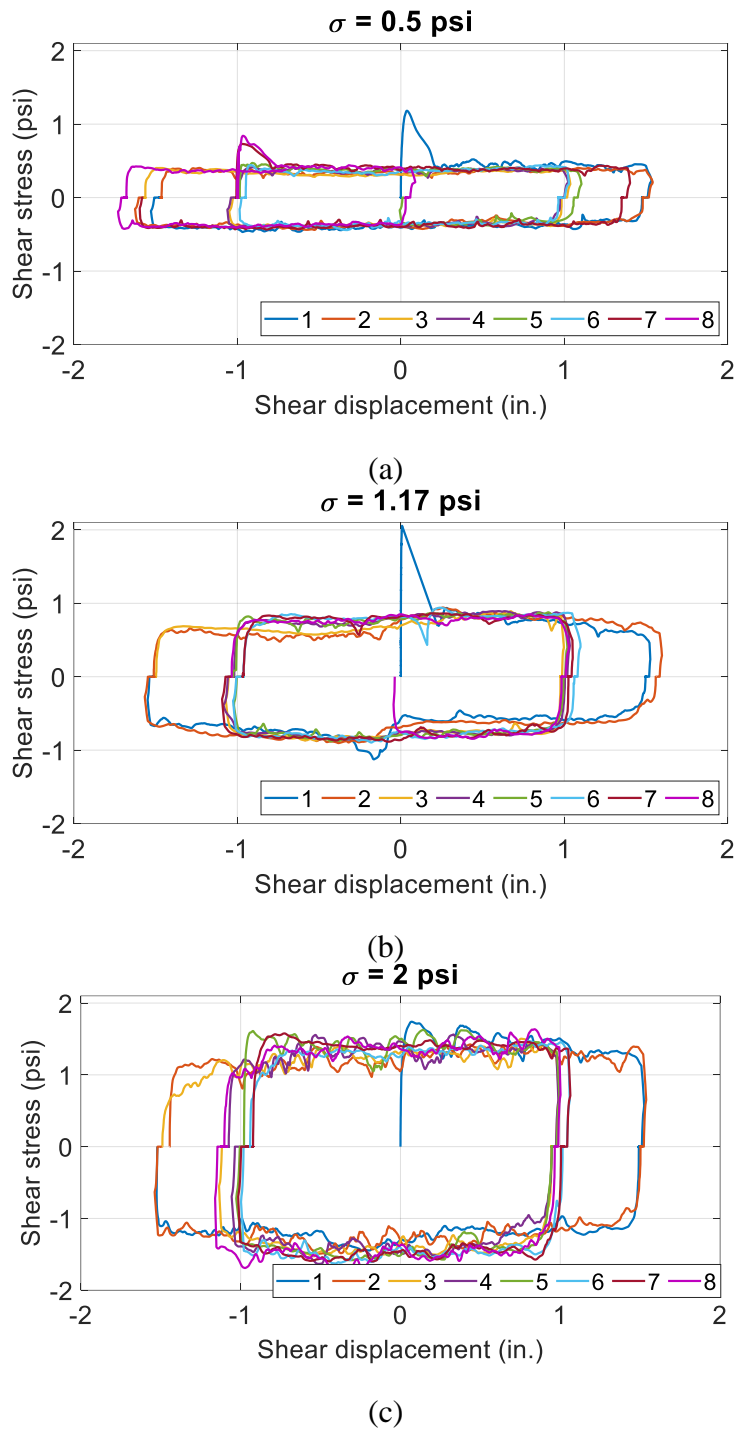 σ = 0.5 psi
2
1
0
-1
-2
Shear stress (psi)
1 2 3 4 5 6 7 8
-2 -1 0 1 2
Shear displacement (in.)
(a)
σ = 1.17 psi
2
1
0
-1
-2
Shear stress (psi)
1 2 3 4 5 6 7 8
-2 -1 0 1 2
Shear displacement (in.)
(b)
σ = 2 psi
2
1
0
-1
-2
Shear stress (psi)
1 2 3 4 5 6 7 8
-2 -1 0 1 2
Shear displacement (in.)
(c)